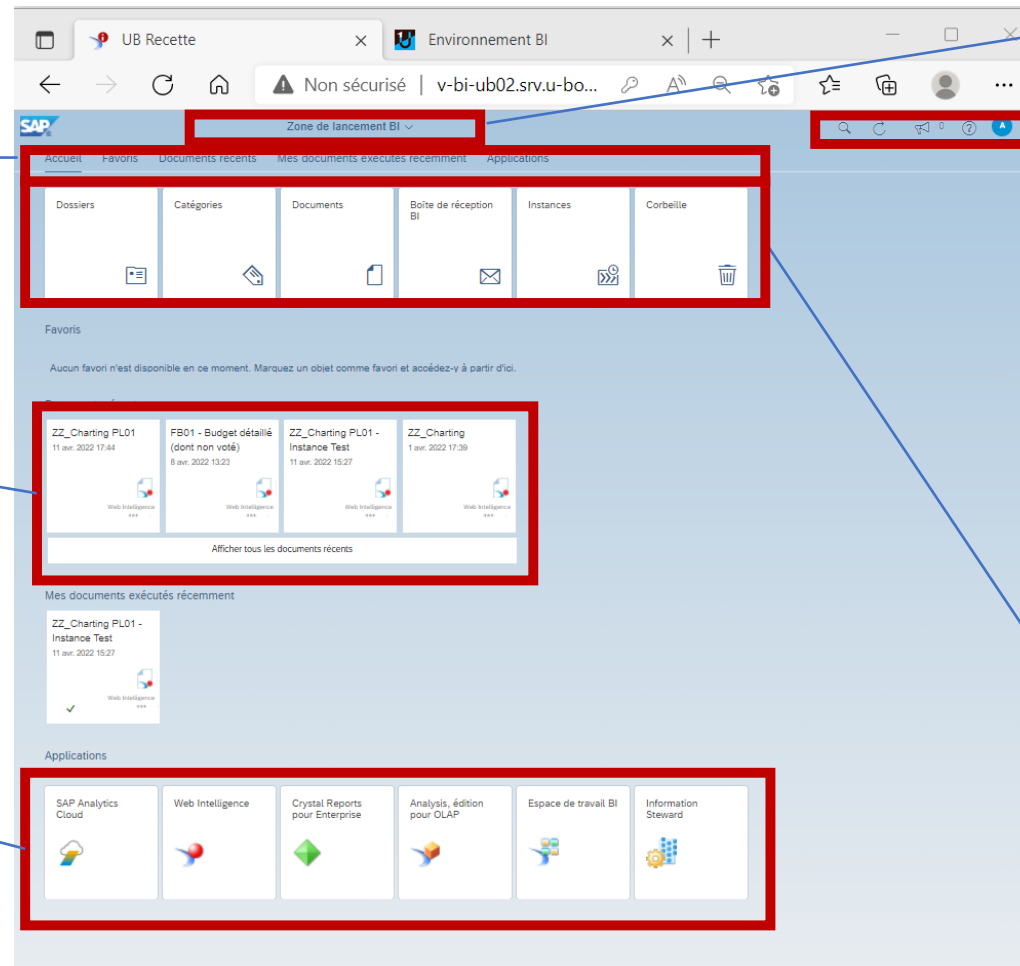 UB Recette
Environnement BI
Non sécurisé | v-bi-ub02.srv.u-bo...
SAP
Zone de lancement BI
0
A
Accueil Favoris Documents récents Mes documents exécutés récemment Applications
Dossiers
Catégories
Documents
Boîte de réception
BI
Instances
Corbeille
Favoris
Aucun favori n'est disponible en ce moment. Marquez un objet comme favori et accédez-y à partir d'ici.
ZZ_Charting PL01
11 avr. 2022 17:44
Web Intelligence
FB01 - Budget détaillé
(dont non voté)
Web Intelligence
ZZ_Charting PL01 -
Instance Test
11 avr. 2022 15:27
Web Intelligence
ZZ_Charting
1 avr. 2022 17:39
Web Intelligence
Afficher tous les documents récents
Mes documents exécutés récemment
ZZ_Charting PL01 -
Instance Test
11 avr. 2022 15:27
Web Intelligence
Applications
SAP Analytics
Cloud
Web Intelligence
Crystal Reports
pour Enterprise
Analysis, édition
pour OLAP
Espace de travail BI
Information
Steward